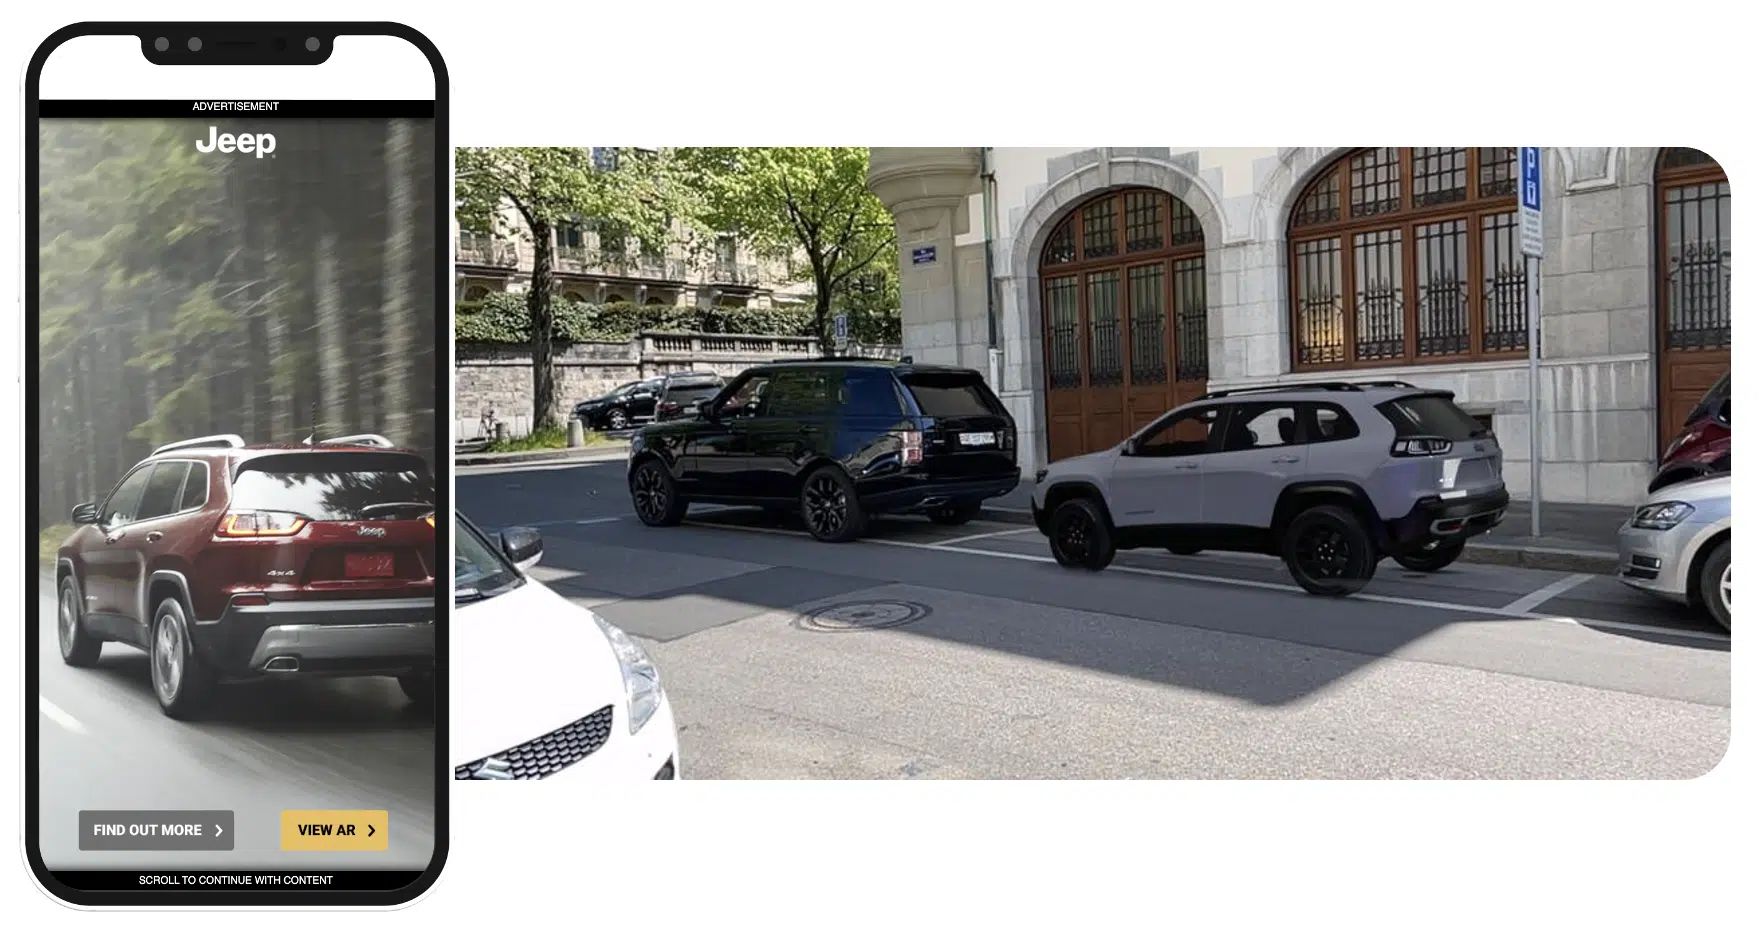 ADVERTISEMENT
Jeep
Jeep
4x4
FIND OUT MORE
VIEW AR
SCROLL TO CONTINUE WITH CONTENT
P